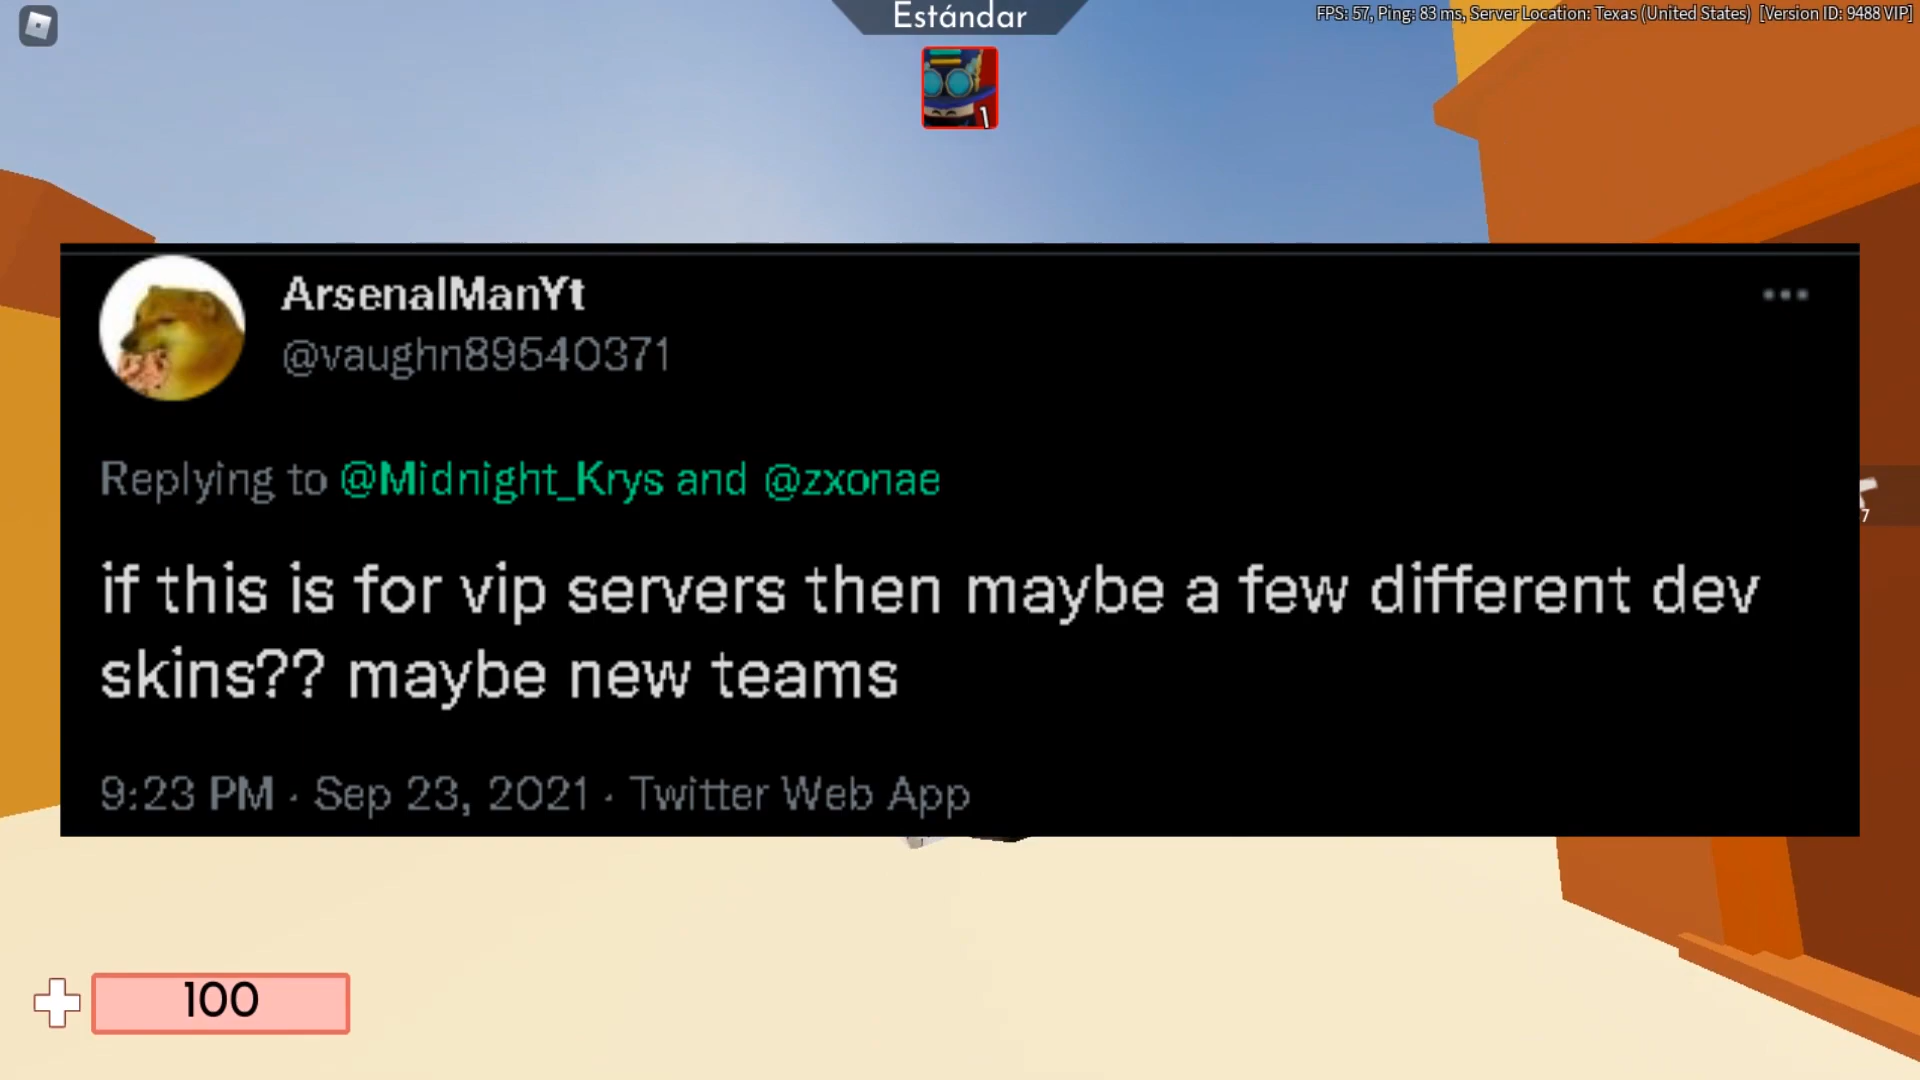 Estándar
FPS: 57, Ping: 83 ms, Server Location: Texas (United States) [Version ID: 9488 VIP]
1
ArsenalManYt
@vaughn89540371
Replying to @Midnight_Krys and @zxonae
if this is for vip servers then maybe a few different dev
skins?? maybe new teams
9:23 PM · Sep 23, 2021 · Twitter Web App
7
100